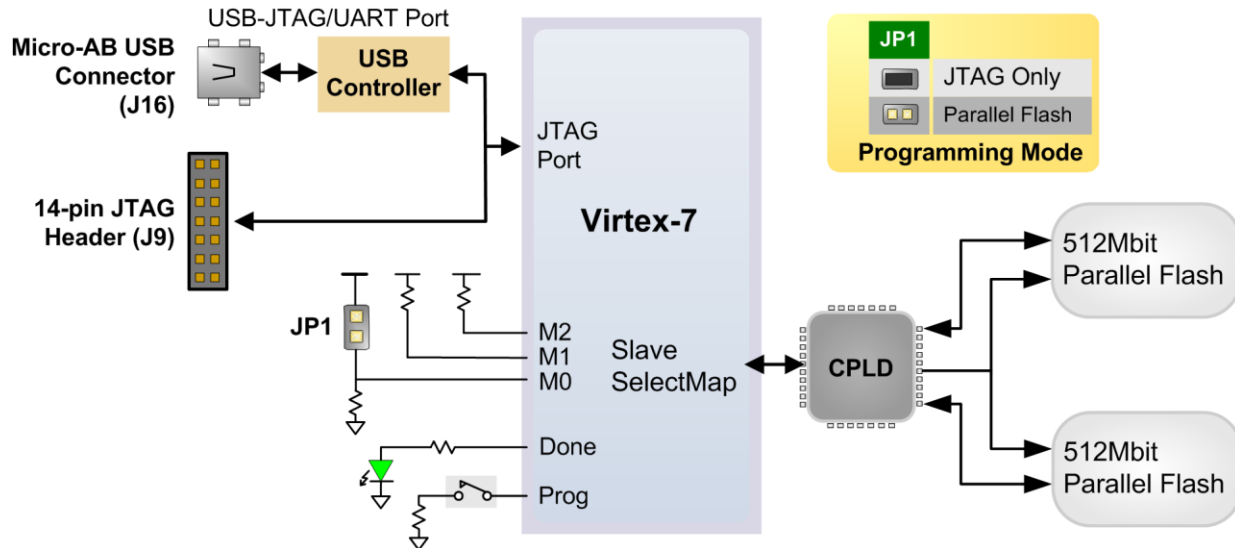 USB-JTAG/UART Port
Micro-AB USB
Connector
(J16)
USB
Controller
14-pin JTAG
Header (J9)
JTAG
Port
Virtex-7
JP1
M2
M1
M0
Slave
SelectMap
Done
Prog
JP1
JTAG Only
Parallel Flash
Programming Mode
CPLD
512Mbit
Parallel Flash
512Mbit
Parallel Flash